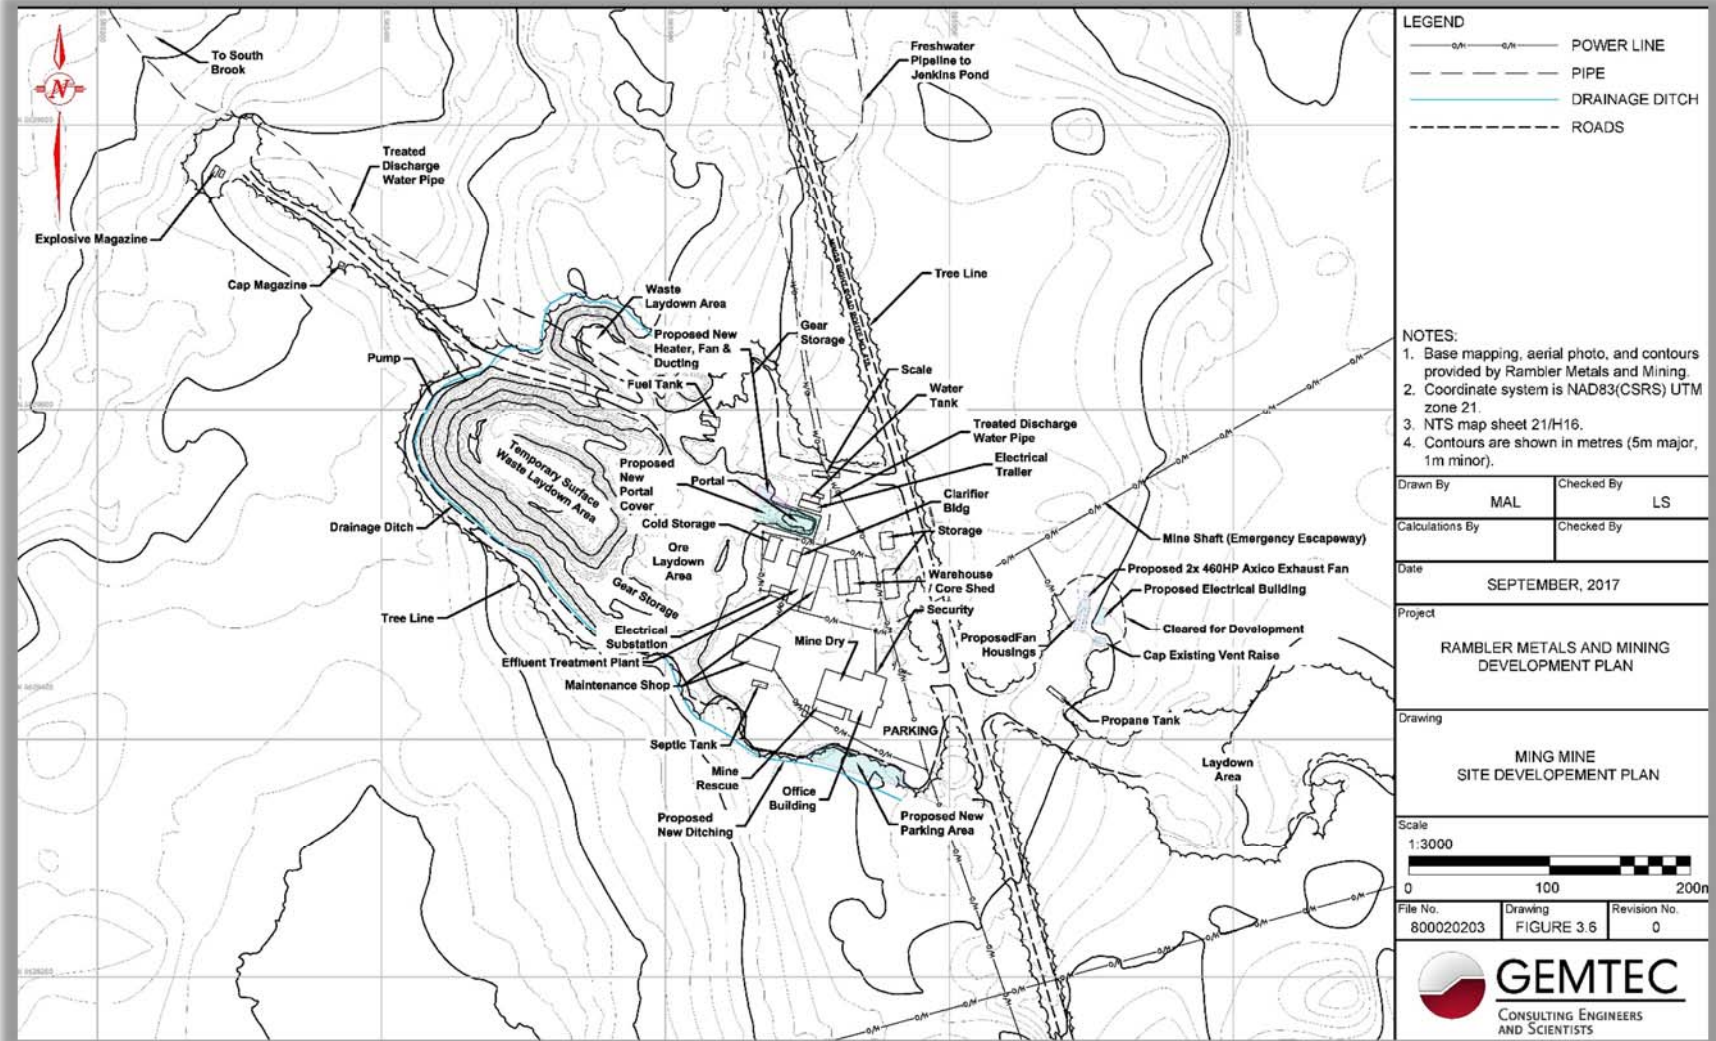 To South
Brook
Freshwater
Pipeline to
Jenkins Pond
Treated
Discharge
Water Pipe
Explosive Magazine
Cap Magazine
Tree Line
Waste
Laydown Area
Proposed New
Heater, Fan &
Ducting
Gear
Storage
Pump
Fuel Tank
Scale
Water
Tank
Treated Discharge
Water Pipe
Electrical
Trailer
Temporary Surface
Waste Laydown Area
Proposed
New
Portal
Cover
Portal
Clarifier
Bldg
Cold Storage
Storage
Drainage Ditch
Mine Shaft (Emergency Escapeway)
Ore
Laydown
Area
Proposed 2x 460HP Axico Exhaust Fan
Warehouse
/ Core Shed
Proposed Electrical Building
Gear Storage
Security
Tree Line
Electrical
Substation
Mine Dry
ProposedFan
Housings
Cleared for Development
Effluent Treatment Plant
Cap Existing Vent Raise
Maintenance Shop
Propane Tank
PARKING
Septic Tank
Mine
Rescue
Laydown
Area
Office
Building
Proposed
New Ditching
Proposed New
Parking Area
N
O/H
LEGEND
O/H O/H POWER LINE
PIPE
DRAINAGE DITCH
ROADS
NOTES:
1. Base mapping, aerial photo, and contours
provided by Rambler Metals and Mining.
2. Coordinate system is NAD83(CSRS) UTM
zone 21.
3. NTS map sheet 21/H16.
4. Contours are shown in metres (5m major,
1m minor).
Drawn By
MAL
Checked By
LS
Calculations By
Checked By
Date
SEPTEMBER, 2017
Project
RAMBLER METALS AND MINING
DEVELOPMENT PLAN
Drawing
MING MINE
SITE DEVELOPEMENT PLAN
Scale
1:3000
0 100 200m
File No.
800020203
Drawing
FIGURE 3.6
Revision No.
0
GEMTEC
CONSULTING ENGINEERS
AND SCIENTISTS